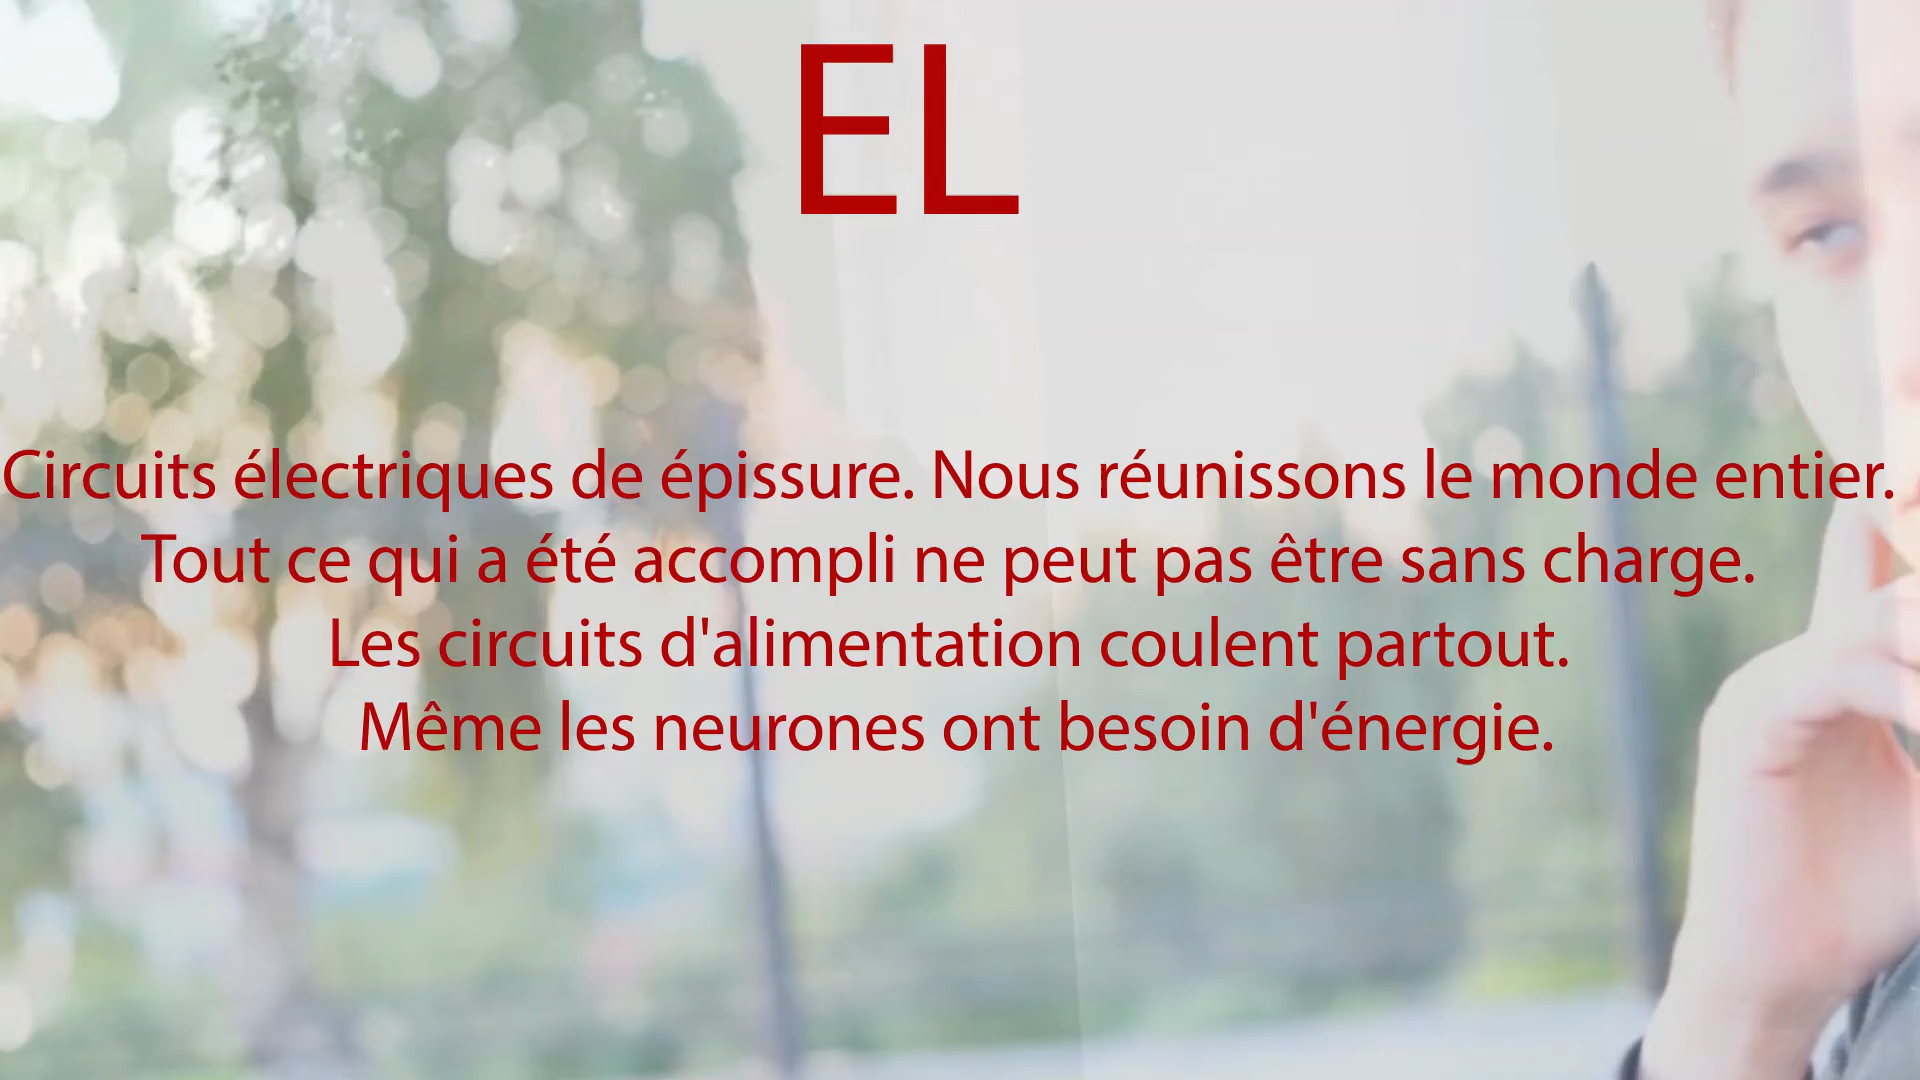 EL
Circuits électriques de épissure. Nous réunissons le monde entier.
Tout ce qui a été accompli ne peut pas être sans charge.
Les circuits d'alimentation coulent partout.
Même les neurones ont besoin d'énergie.